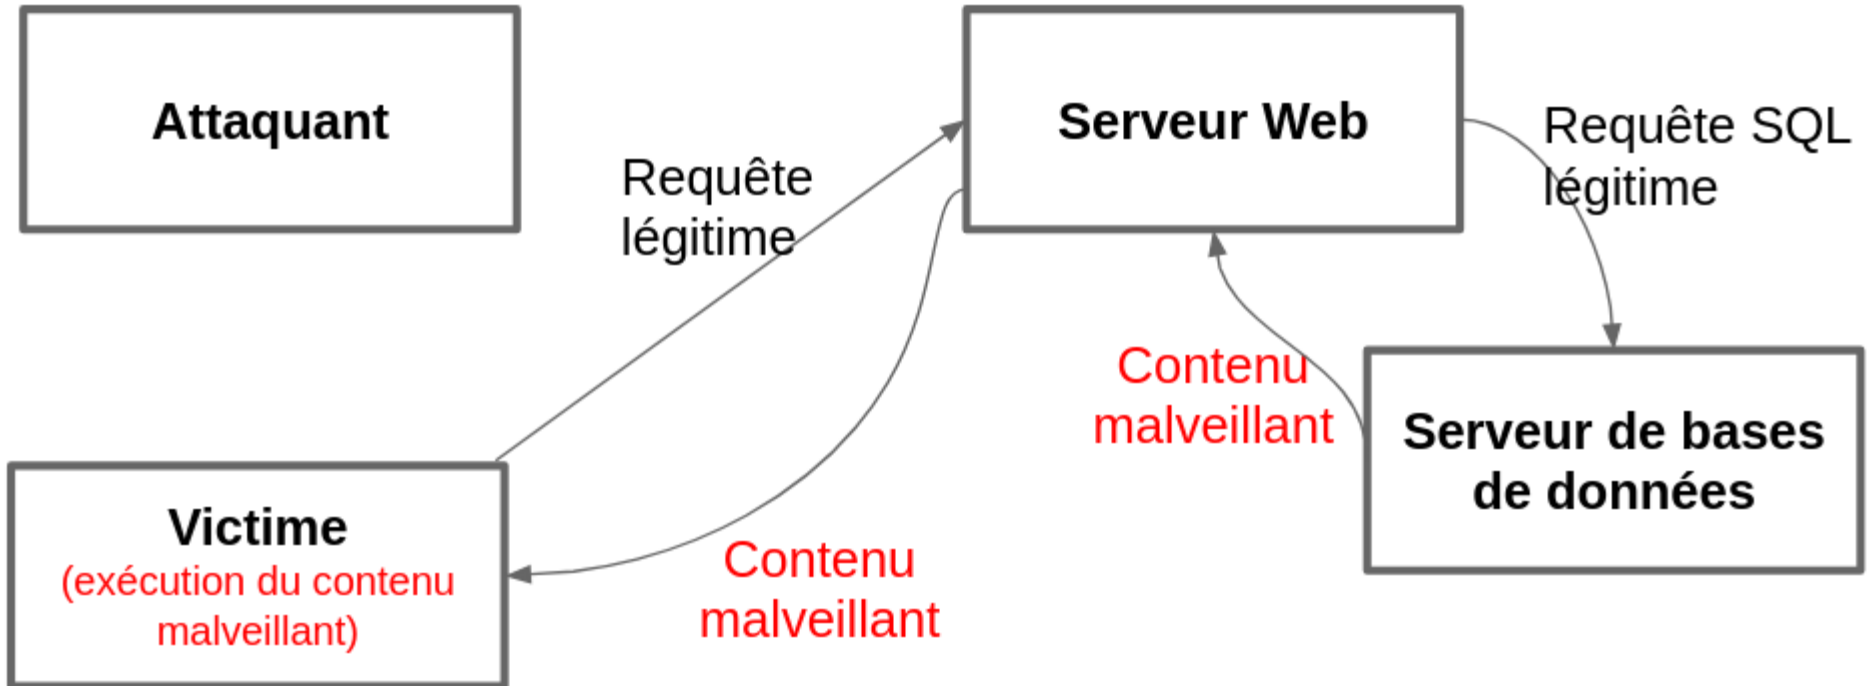 Attaquant
Serveur Web
Requête SQL
légitime
Requête
légitime
Contenu
malveillant
Serveur de bases
de données
Victime
(exécution du contenu
malveillant)
Contenu
malveillant